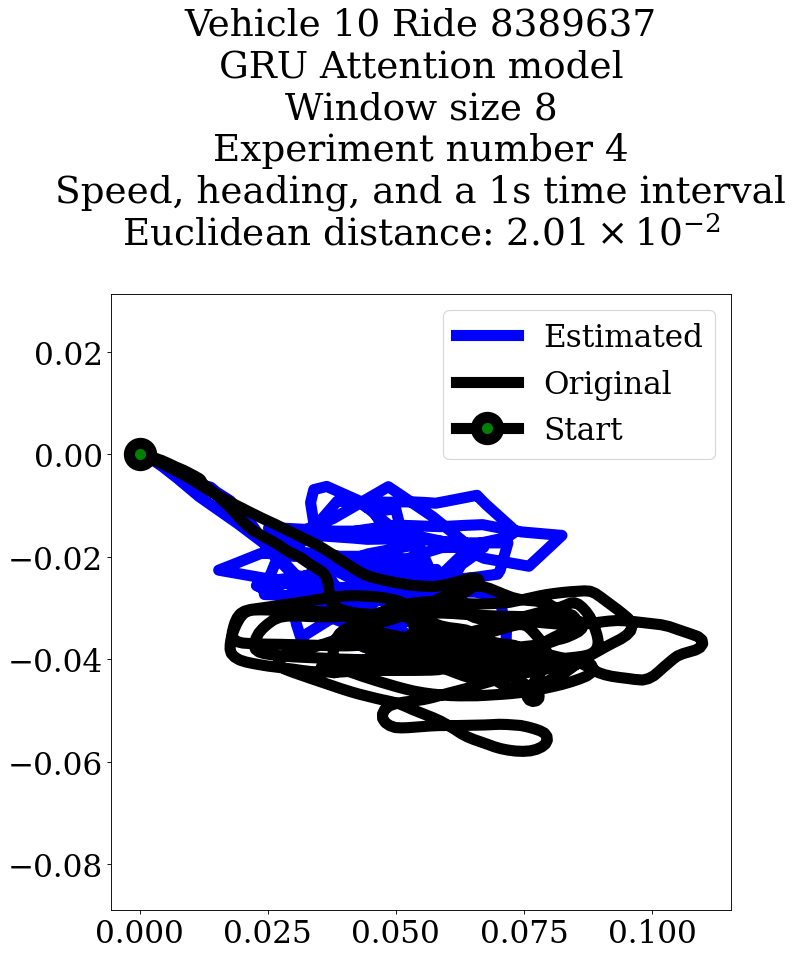 Vehicle 10 Ride 8389637
GRU Attention model
Window size 8
Experiment number 4
Speed, heading, and a 1s time interval
Euclidean distance: 2.01 × 10⁻²
Estimated
Original
Start
0.02
0.00
−0.02
−0.04
−0.06
−0.08
0.000 0.025 0.050 0.075 0.100